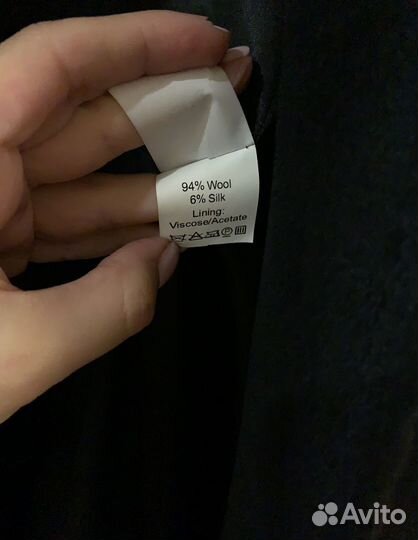 94% Wool
6% Silk
Lining:
Viscose/Acetate
P
Avito